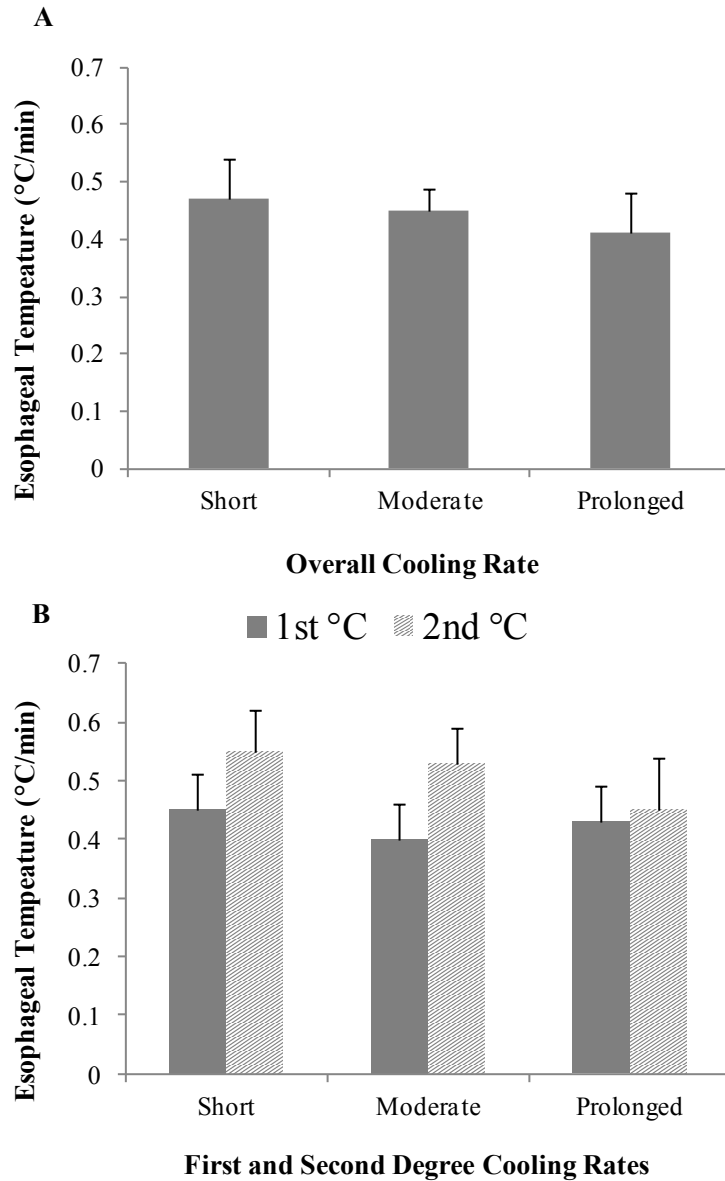 A
Esophageal Tempeature (°C/min)
0.7
0.6
0.5
0.4
0.3
0.2
0.1
0
Short Moderate Prolonged
Overall Cooling Rate
B
1st °C 2nd °C
Esophageal Tempeature (°C/min)
0.7
0.6
0.5
0.4
0.3
0.2
0.1
0
Short Moderate Prolonged
First and Second Degree Cooling Rates